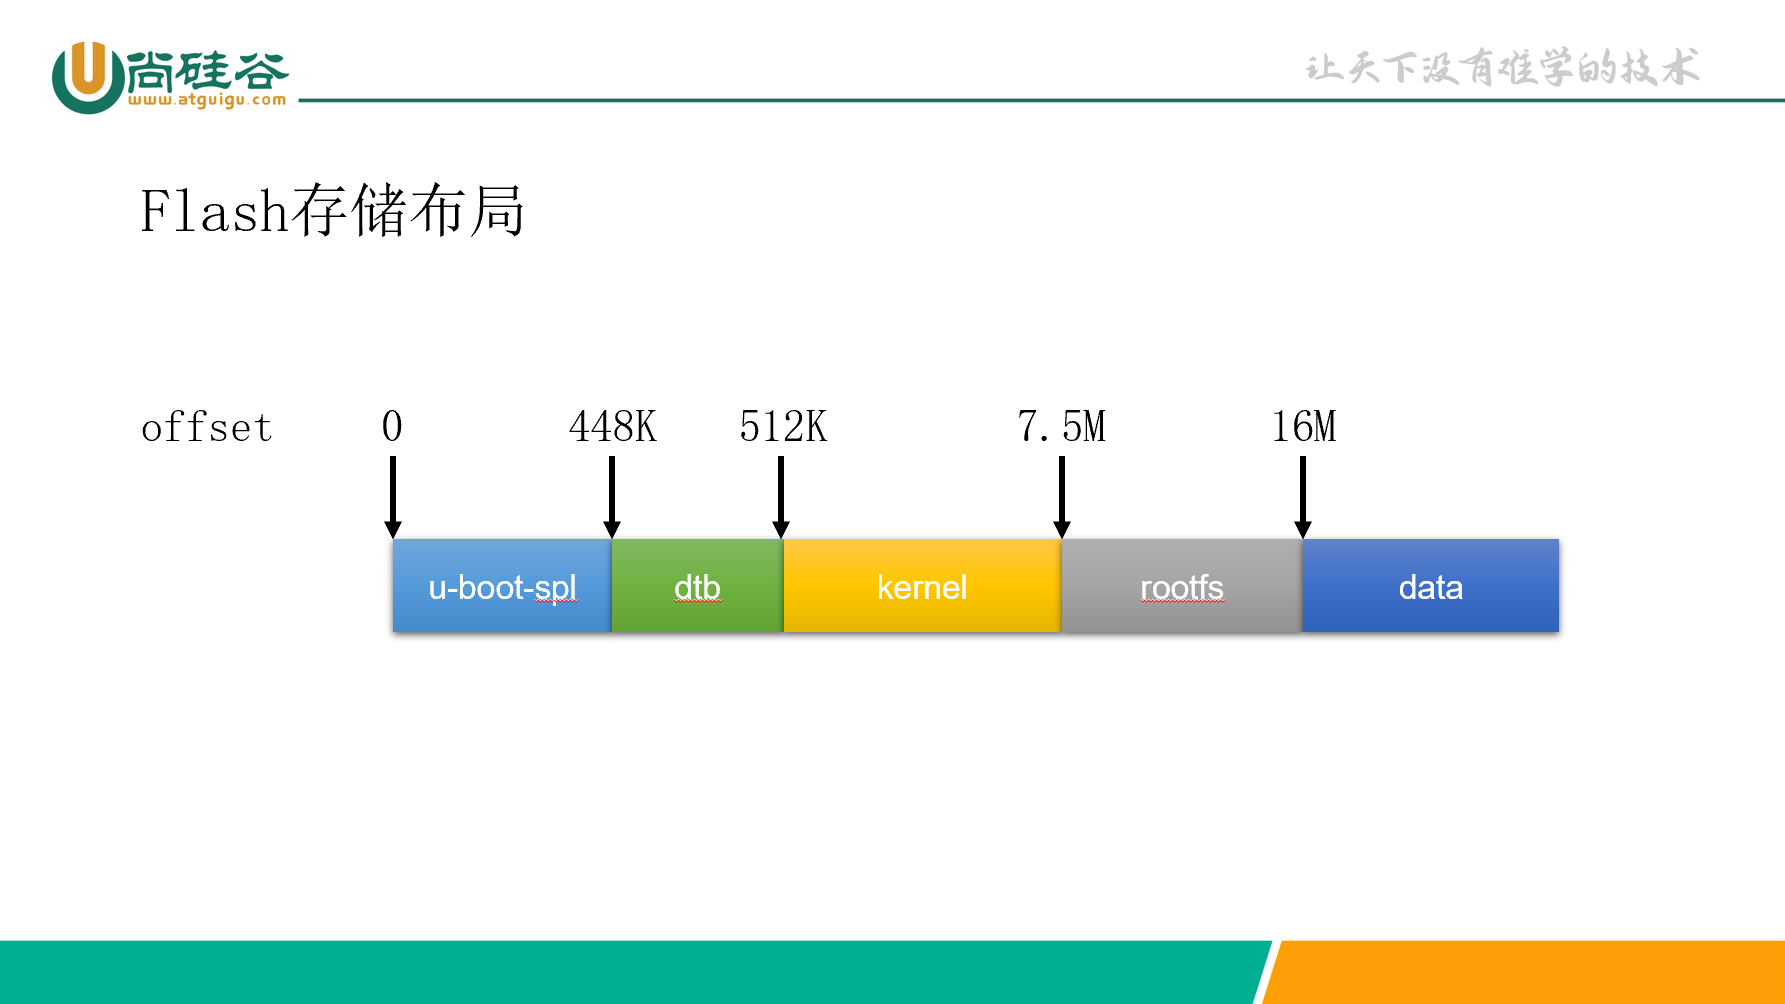 尚硅谷
www.atguigu.com
让天下没有难学的技术
Flash存储布局
offset 0 448K 512K 7.5M 16M
u-boot-spl dtb kernel rootfs data